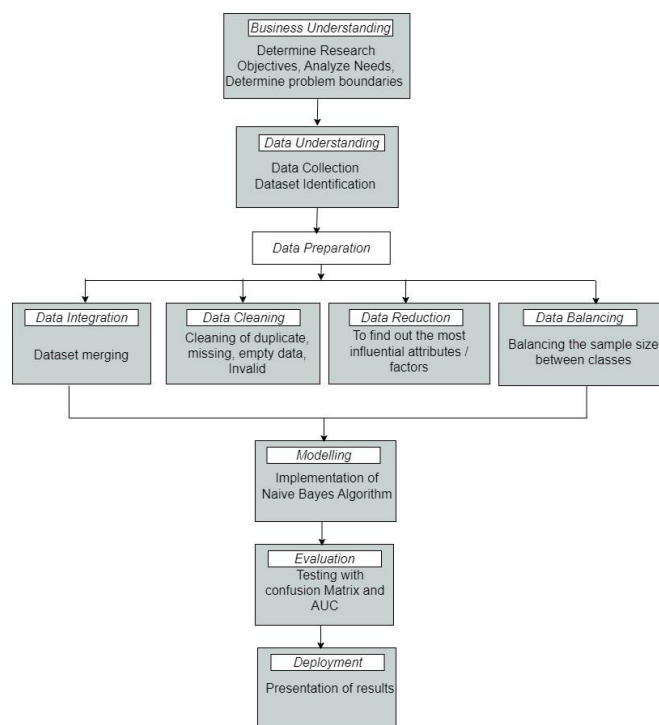 Business Understanding
Determine Research
Objectives, Analyze Needs,
Determine problem boundaries
Data Understanding
Data Collection
Dataset Identification
Data Preparation
Data Integration
Dataset merging
Data Cleaning
Cleaning of duplicate,
missing, empty data,
Invalid
Data Reduction
To find out the most
influential attributes /
factors
Data Balancing
Balancing the sample size
between classes
Modelling
Implementation of
Naive Bayes Algorithm
Evaluation
Testing with
confusion Matrix and
AUC
Deployment
Presentation of results